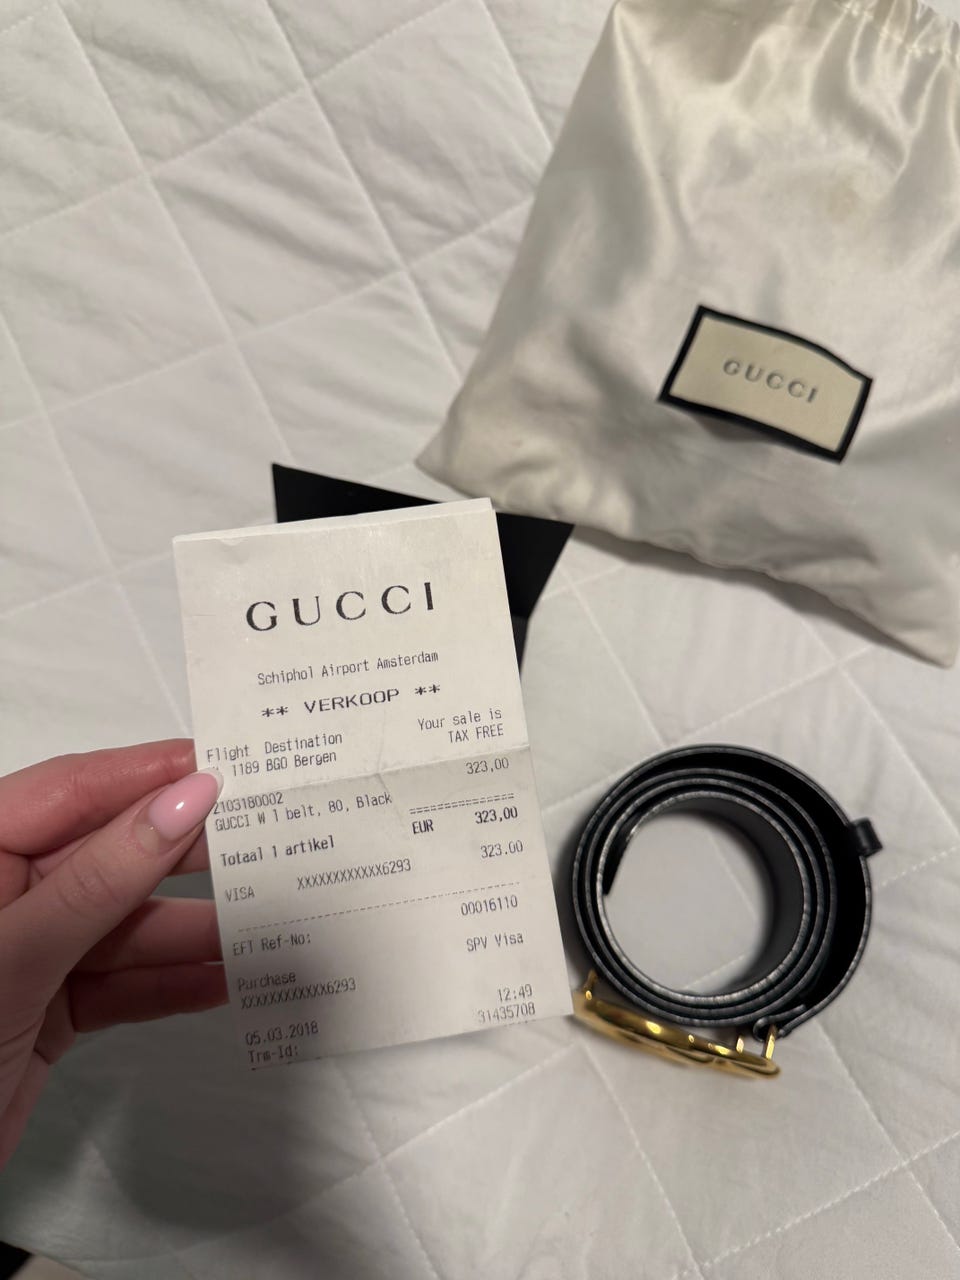 GUCCI
GUCCI
Schiphol Airport Amsterdam
** VERKOOP **
Your sale is
TAX FREE
Flight Destination
1189 BGO Bergen
323,00
2103180002
GUCCI W 1 belt, 80, Black
===============
EUR 323,00
Totaal 1 artikel
323.00
VISA XXXXXXXXXXXX6293
00016110
EFT Ref-No:
SPV Visa
Purchase
XXXXXXXXXXXX6293
12:49
05.03.2018
31435708
Trm-Id: